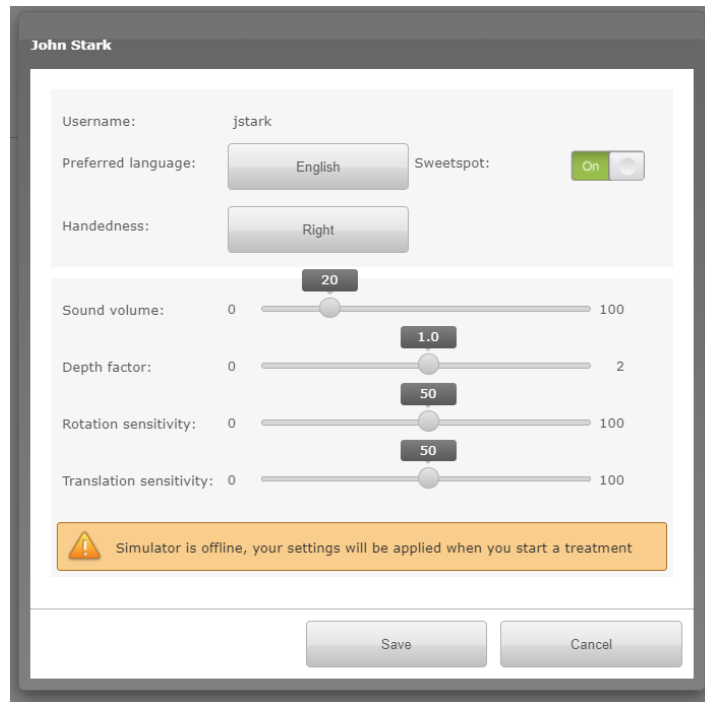 John Stark
Username: jstark
Preferred language: English Sweetspot: On
Handedness: Right
20
Sound volume: 0 100
1.0
Depth factor: 0 2
50
Rotation sensitivity: 0 100
50
Translation sensitivity: 0 100
Simulator is offline, your settings will be applied when you start a treatment
Save Cancel